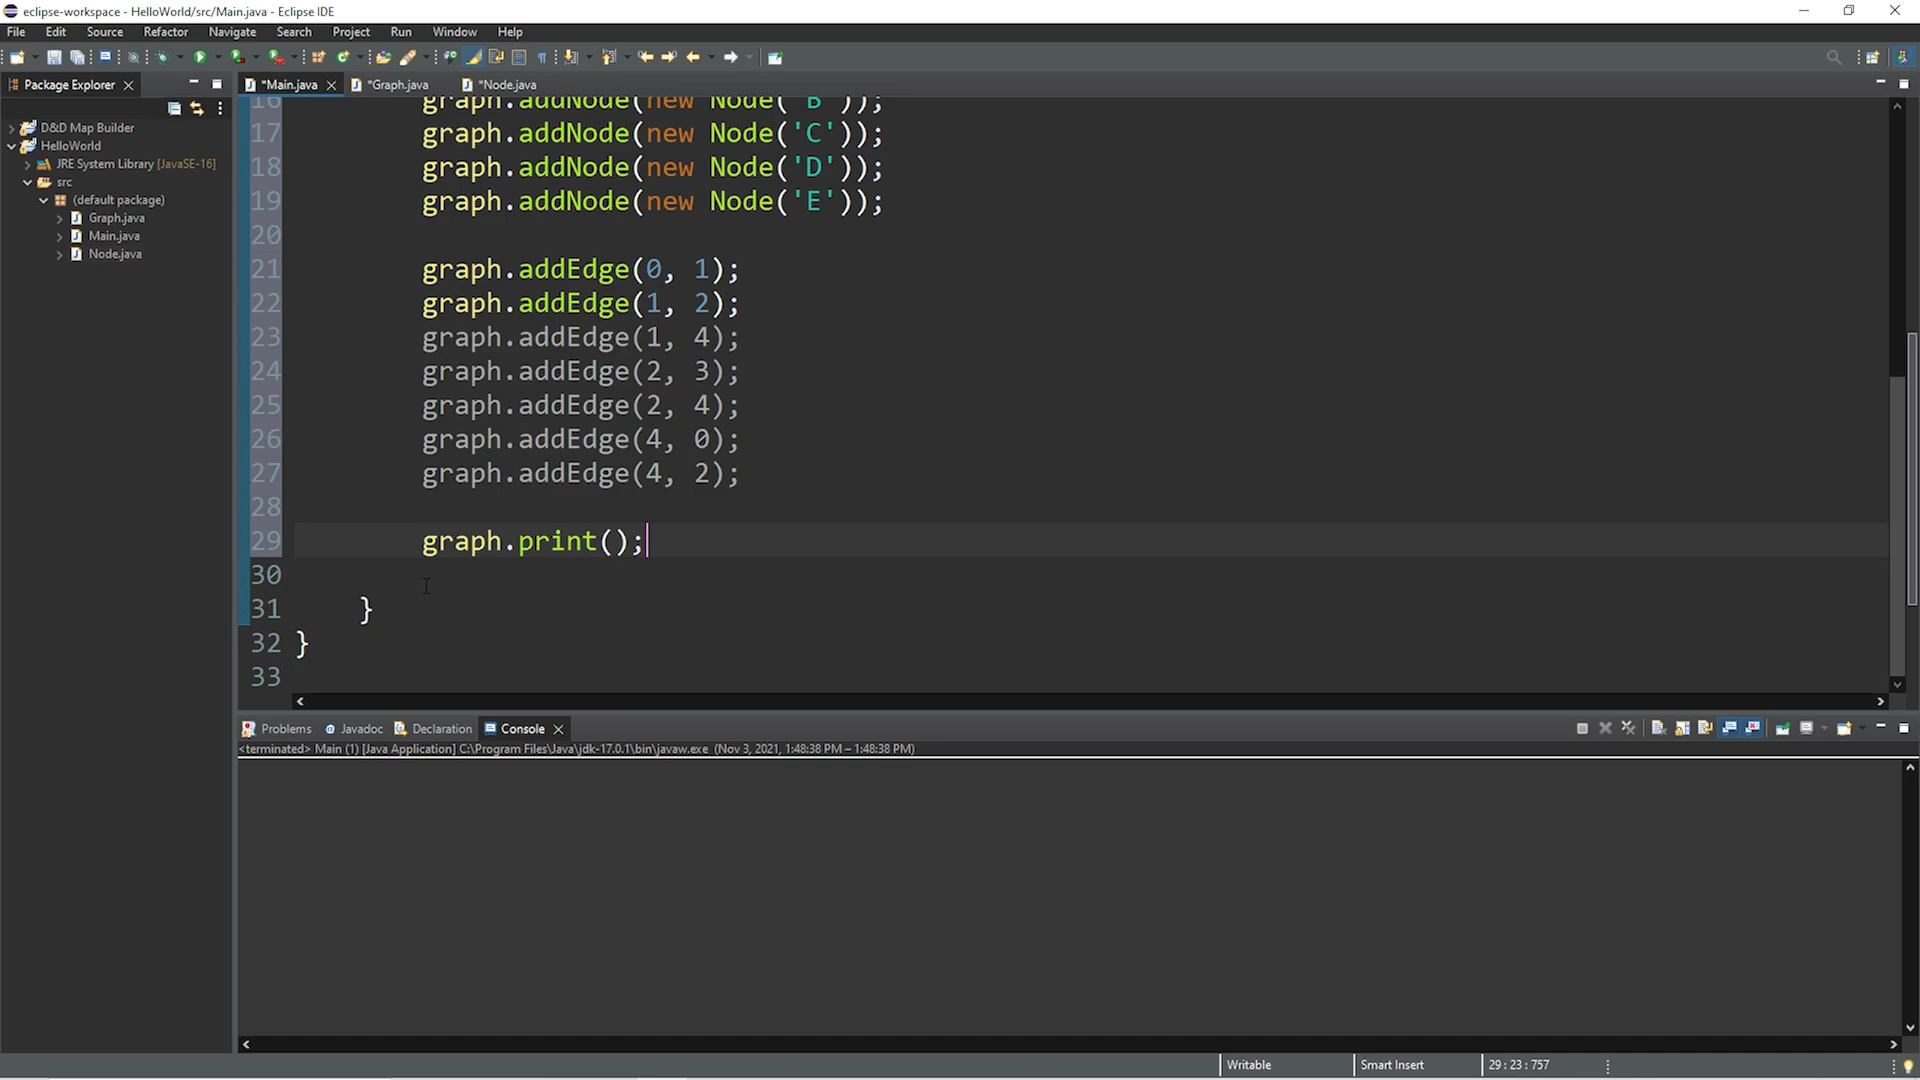 eclipse-workspace - HelloWorld/src/Main.java - Eclipse IDE
File Edit Source Refactor Navigate Search Project Run Window Help
Package Explorer
*Main.java *Graph.java *Node.java
D&D Map Builder
HelloWorld
JRE System Library [JavaSE-16]
src
(default package)
Graph.java
Main.java
Node.java
16 graph.addNode(new Node('B'));
17 graph.addNode(new Node('C'));
18 graph.addNode(new Node('D'));
19 graph.addNode(new Node('E'));
20
21 graph.addEdge(0, 1);
22 graph.addEdge(1, 2);
23 graph.addEdge(1, 4);
24 graph.addEdge(2, 3);
25 graph.addEdge(2, 4);
26 graph.addEdge(4, 0);
27 graph.addEdge(4, 2);
28
29 graph.print();
30
31 }
32 }
33
Problems Javadoc Declaration Console
<terminated> Main (1) [Java Application] C:\Program Files\Java\jdk-17.0.1\bin\javaw.exe (Nov 3, 2021, 1:48:38 PM – 1:48:38 PM)
Writable Smart Insert 29 : 23 : 757